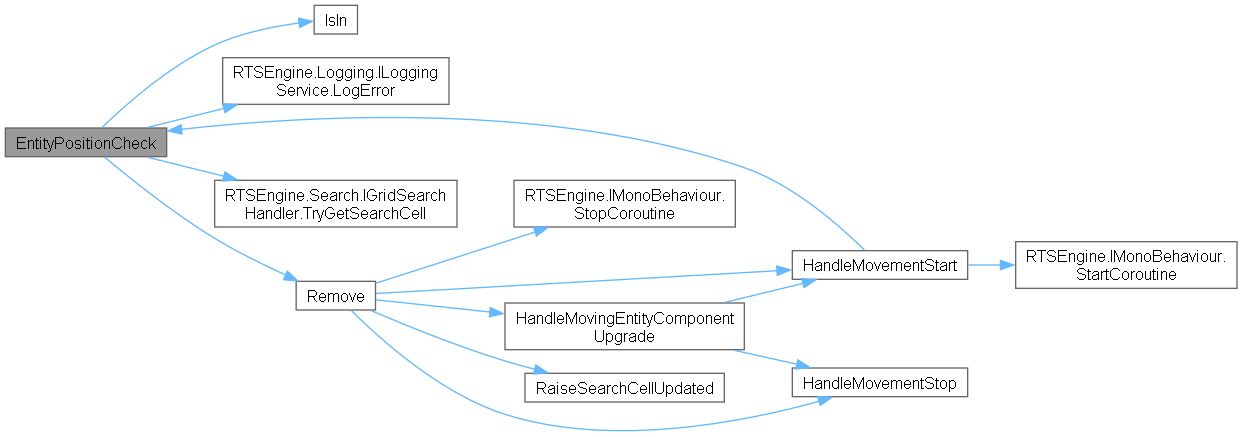 IsIn
RTSEngine.Logging.ILogging
Service.LogError
EntityPositionCheck
RTSEngine.Search.IGridSearch
Handler.TryGetSearchCell
RTSEngine.IMonoBehaviour.
StopCoroutine
HandleMovementStart
RTSEngine.IMonoBehaviour.
StartCoroutine
Remove
HandleMovingEntityComponent
Upgrade
RaiseSearchCellUpdated
HandleMovementStop